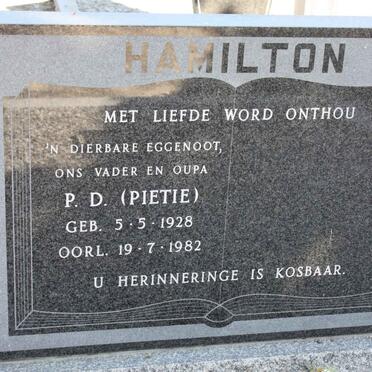 HAMILTON
MET LIEFDE WORD ONTHOU
'N DIERBARE EGGENOOT,
ONS VADER EN OUPA
P. D. (PIETIE)
GEB. 5·5·1928
OORL. 19·7·1982
U HERINNERINGE IS KOSBAAR.